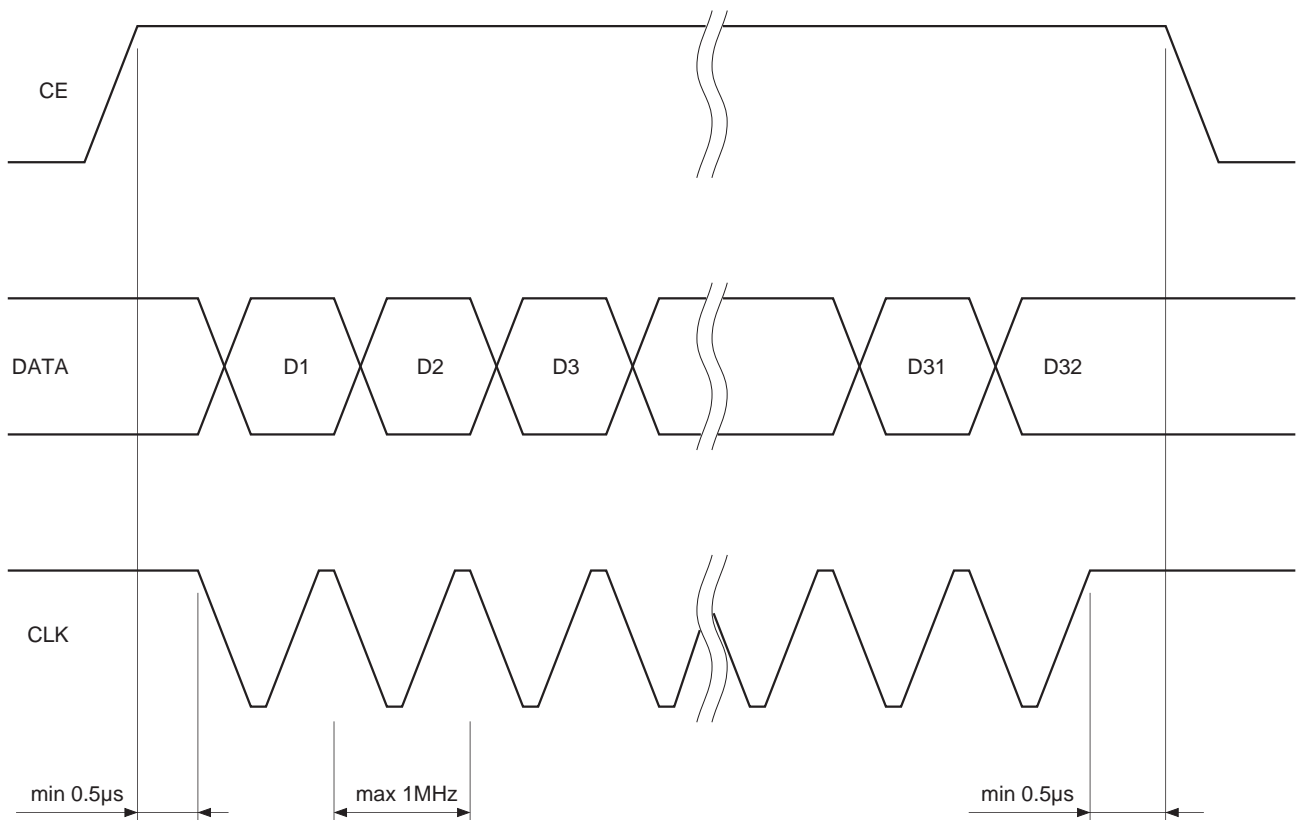 CE
DATA
D1
D2
D3
D31
D32
CLK
min 0.5µs
max 1MHz
min 0.5µs